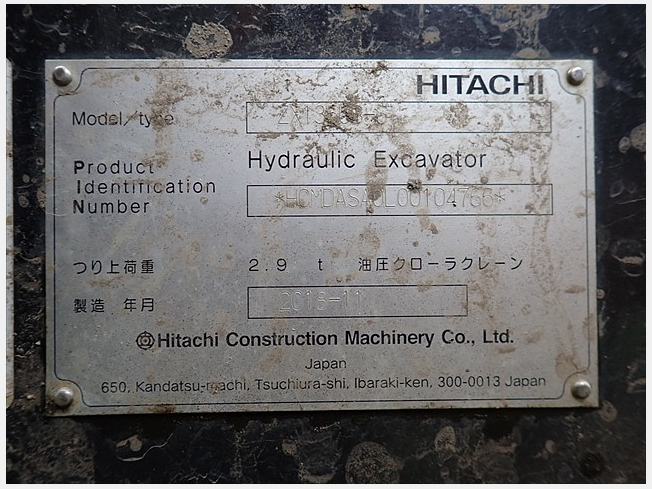 HITACHI
Model/type
Hydraulic Excavator
Product
Identification
Number
つり上荷重 2.9 t 油圧クローラクレーン
製造 年月
Hitachi Construction Machinery Co., Ltd.
Japan
650, Kandatsu-machi, Tsuchiura-shi, Ibaraki-ken, 300-0013 Japan